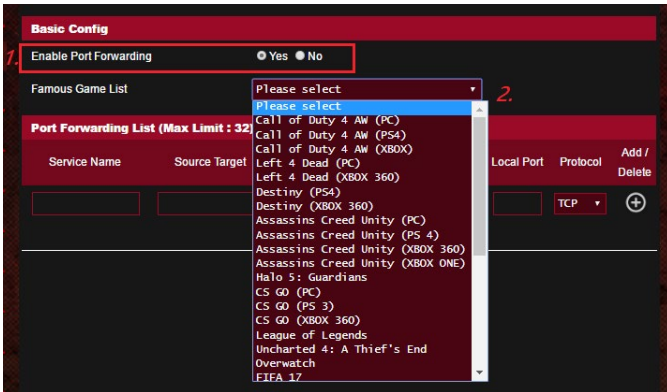 Basic Config
1.
Enable Port Forwarding Yes No
Famous Game List Please select 2.
Please select
Call of Duty 4 AW (PC)
Call of Duty 4 AW (PS4)
Call of Duty 4 AW (XBOX)
Left 4 Dead (PC)
Left 4 Dead (XBOX 360)
Destiny (PS4)
Destiny (XBOX 360)
Assassins Creed Unity (PC)
Assassins Creed Unity (PS 4)
Assassins Creed Unity (XBOX 360)
Assassins Creed Unity (XBOX ONE)
Halo 5: Guardians
CS GO (PC)
CS GO (PS 3)
CS GO (XBOX 360)
League of Legends
Uncharted 4: A Thief's End
Overwatch
FIFA 17
Port Forwarding List (Max Limit : 32)
Service Name Source Target Local Port Protocol Add / Delete
TCP